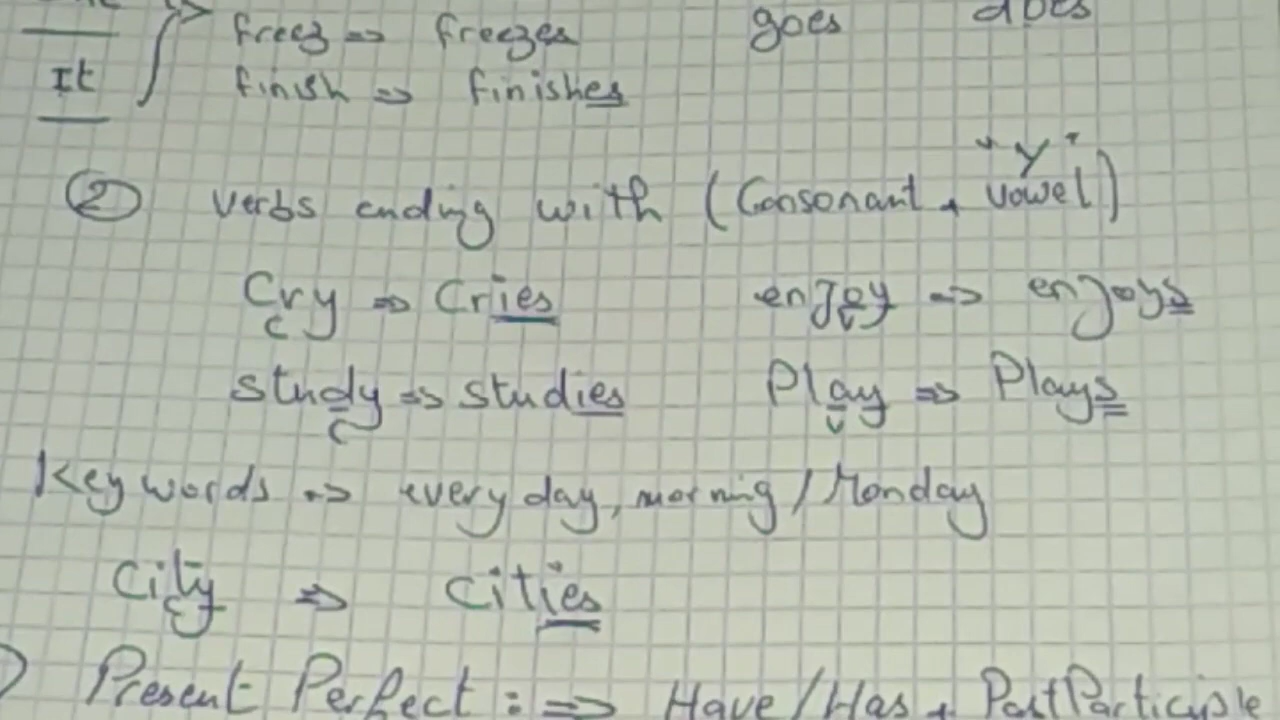 freez => freezes goes does
It finish => finishes
"y"
② verbs ending with (Consonant + vowel)
Cry => Cries enjoy => enjoys
c v
study => studies Play => Plays
c v
Keywords => every day, morning / Monday
City => cities
c
Present Perfect : => Have/Has + Past Participle